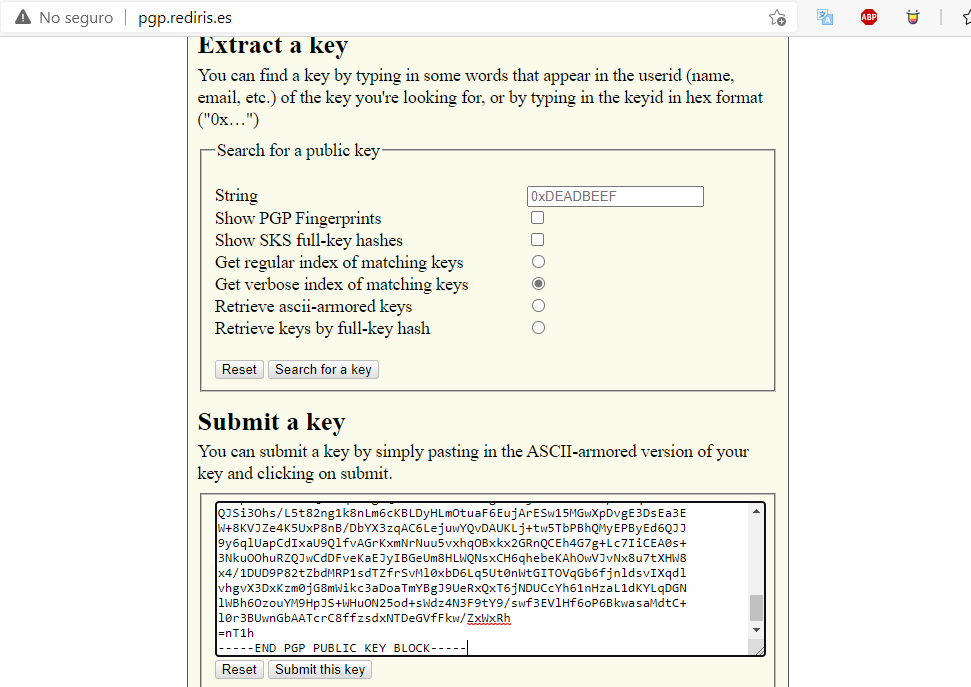 No seguro | pgp.rediris.es
ABP
Extract a key
You can find a key by typing in some words that appear in the userid (name,
email, etc.) of the key you're looking for, or by typing in the keyid in hex format
("0x…")
Search for a public key
String
0xDEADBEEF
Show PGP Fingerprints
Show SKS full-key hashes
Get regular index of matching keys
Get verbose index of matching keys
Retrieve ascii-armored keys
Retrieve keys by full-key hash
Reset Search for a key
Submit a key
You can submit a key by simply pasting in the ASCII-armored version of your
key and clicking on submit.
QJSi3Ohs/L5t82ng1k8nLm6cKBLDyHLmOtuaF6EujArESw15MGwXpDvgE3DsEa3E
W+8KVJZe4K5UxP8nB/DbYX3zqAC6LejuwYQvDAUKLj+tw5TbPBhQMyEPByEd6QJJ
9y6qlUapCdIxaU9QlfvAGrKxmNrNuu5vxhqOBxkx2GRnQCEh4G7g+Lc7IiCEA0s+
3NkuOOhuRZQJwCdDFveKaEJyIBGeUm8HLWQNsxCH6qhebeKAhOwVJvNx8u7tXHW8
x4/1DUD9P82tZbdMRP1sdTZfrSvMl0xbD6Lq5Ut0nWtGITOVqGb6fjnldsvIXqdl
vhgvX3DxKzm0jG8mWikc3aDoaTmYBgJ9UeRxQxT6jNDUCcYh61nHzaL1dKYLqDGN
lWBh6OzouYM9HpJS+WHuON25od+sWdz4N3F9tY9/swf3EVlHf6oP6BkwasaMdtC+
l0r3BUwnGbAATcrC8ffzsdxNTDeGVfFkw/ZxWxRh
=nT1h
-----END PGP PUBLIC KEY BLOCK-----
Reset Submit this key